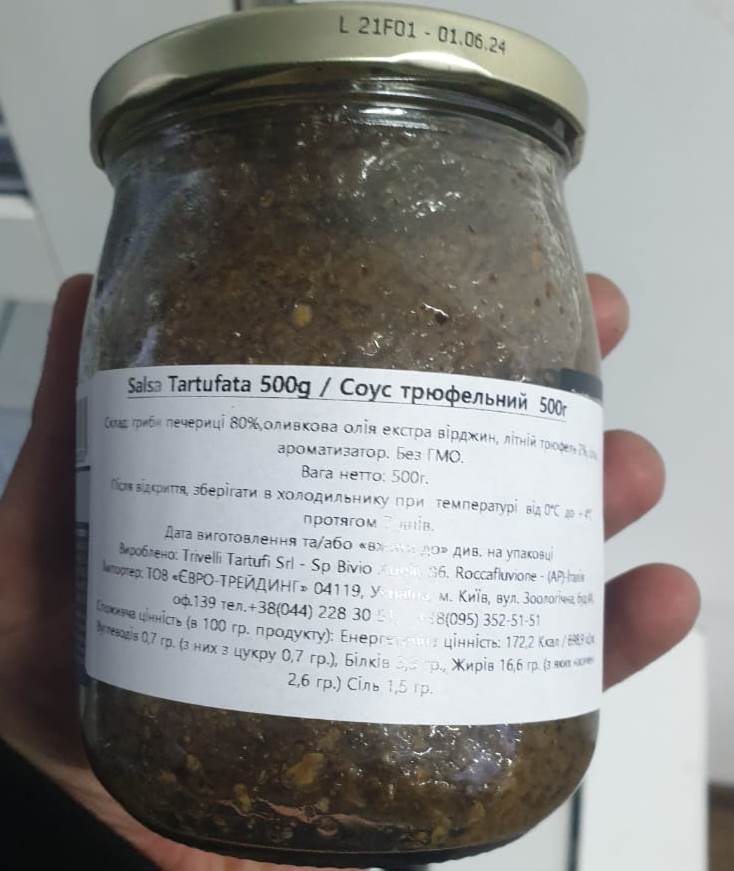 L 21F01 - 01.06.24
Salsa Tartufata 500g / Соус трюфельний 500г
Склад: гриби печериці 80%,оливкова олія екстра вірджин, літній трюфель
ароматизатор. Без ГМО.
Вага нетто: 500г.
Після відкриття, зберігати в холодильнику при температурі від 0°C до
протягом днів.
Дата виготовлення та/або до» див. на упаковці
Вироблено: Trivelli Tartufi Srl - Sp Bivio Roccafluvione - (AP)-Італія
Імпортер: ТОВ «ЄВРО-ТРЕЙДИНГ» 04119, Україна, м. Київ, вул. Зоологічна,
оф.139 тел.+38(044) 228 30 8(095) 352-51-51
Споживча цінність (в 100 гр. продукту): Енергетична цінність: 172,2 Ккал /
Вуглеводів 0,7 гр. (з них з цукру 0,7 гр.), Білків гр., Жирів 16,6 гр. (з яких
2,6 гр.) Сіль 1,5 гр.